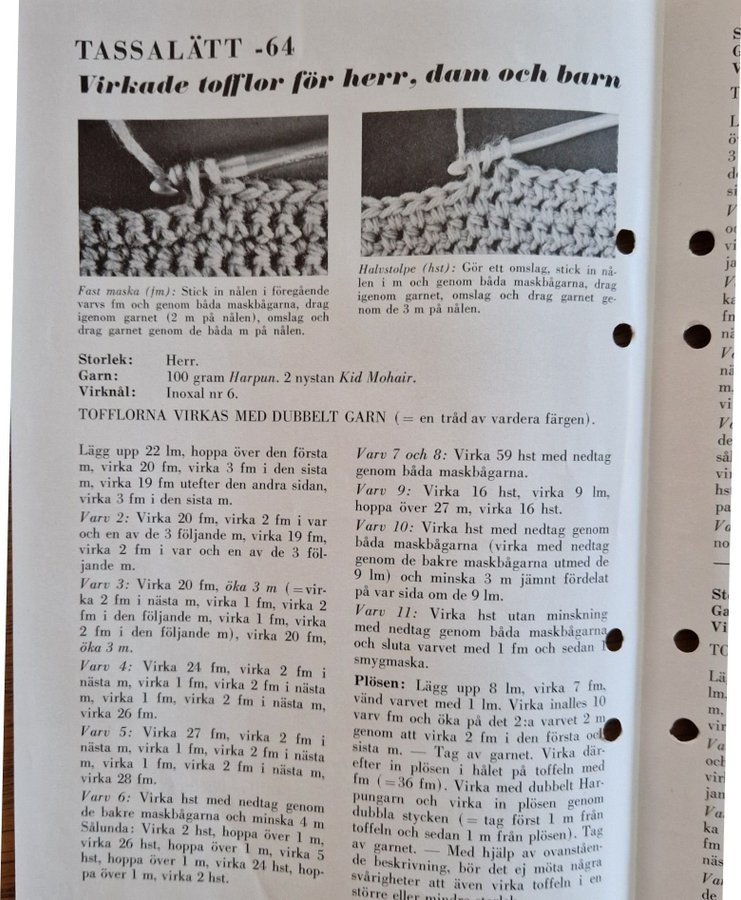 TASSALÄTT -64
Virkade tofflor för herr, dam och barn
Fast maska (fm): Stick in nålen i föregående
varvs fm och genom båda maskbågarna, drag
igenom garnet (2 m på nålen), omslag och
drag garnet genom de båda m på nålen.
Halvstolpe (hst): Gör ett omslag, stick in nå-
len i m och genom båda maskbågarna, drag
igenom garnet, omslag och drag garnet ge-
nom de 3 m på nålen.
Storlek: Herr.
Garn: 100 gram Harpun. 2 nystan Kid Mohair.
Virknål: Inoxal nr 6.
TOFFLORNA VIRKAS MED DUBBELT GARN (= en tråd av vardera färgen).
Lägg upp 22 lm, hoppa över den första
m, virka 20 fm, virka 3 fm i den sista
m, virka 19 fm utefter den andra sidan,
virka 3 fm i den sista m.
Varv 2: Virka 20 fm, virka 2 fm i var
och en av de 3 följande m, virka 19 fm,
virka 2 fm i var och en av de 3 föl-
jande m.
Varv 3: Virka 20 fm, öka 3 m (=vir-
ka 2 fm i nästa m, virka 1 fm, virka 2
fm i den följande m, virka 1 fm, virka
2 fm i den följande m), virka 20 fm,
öka 3 m.
Varv 4: Virka 24 fm, virka 2 fm i
nästa m, virka 1 fm, virka 2 fm i nästa
m, virka 1 fm, virka 2 fm i nästa m,
virka 26 fm.
Varv 5: Virka 27 fm, virka 2 fm i
nästa m, virka 1 fm, virka 2 fm i nästa
m, virka 1 fm, virka 2 fm i nästa m,
virka 28 fm.
Varv 6: Virka hst med nedtag genom
de bakre maskbågarna och minska 4 m
Sålunda: Virka 2 hst, hoppa över 1 m,
virka 26 hst, hoppa över 1 m, virka 5
hst, hoppa över 1 m, virka 24 hst, hop-
pa över 1 m, virka 2 hst.
Varv 7 och 8: Virka 59 hst med nedtag
genom båda maskbågarna.
Varv 9: Virka 16 hst, virka 9 lm,
hoppa över 27 m, virka 16 hst.
Varv 10: Virka hst med nedtag genom
båda maskbågarna (virka med nedtag
genom de bakre maskbågarna utmed de
9 lm) och minska 3 m jämnt fördelat
på var sida om de 9 lm.
Varv 11: Virka hst utan minskning
med nedtag genom båda maskbågarna
och sluta varvet med 1 fm och sedan 1
smygmaska.
Plösen: Lägg upp 8 lm, virka 7 fm,
vänd varvet med 1 lm. Virka inalles 10
varv fm och öka på det 2:a varvet 2 m
genom att virka 2 fm i den första och
sista m. — Tag av garnet. Virka där-
efter in plösen i hålet på toffeln med
fm (=36 fm). Virka med dubbelt Har-
pungarn och virka in plösen genom
dubbla stycken (= tag först 1 m från
toffeln och sedan 1 m från plösen). Tag
av garnet. — Med hjälp av ovanståen-
de beskrivning, bör det ej möta några
svårigheter att även virka toffeln i en
större eller mindre